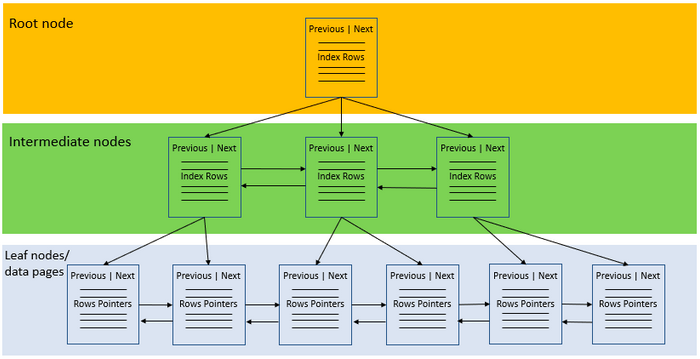 Root node
Previous | Next
Index Rows
Intermediate nodes
Previous | Next
Index Rows
Previous | Next
Index Rows
Previous | Next
Index Rows
Leaf nodes/
data pages
Previous | Next
Rows Pointers
Previous | Next
Rows Pointers
Previous | Next
Rows Pointers
Previous | Next
Rows Pointers
Previous | Next
Rows Pointers
Previous | Next
Rows Pointers